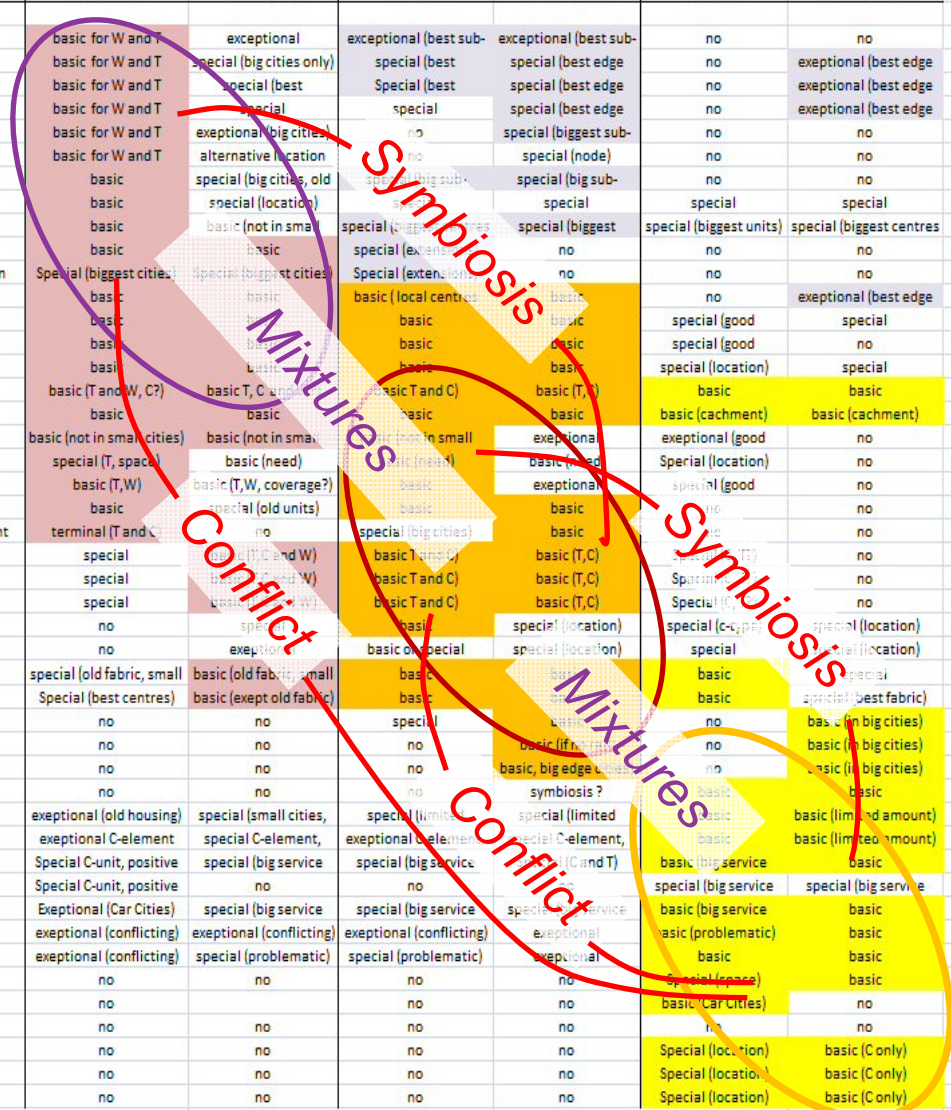 basic for W and T exceptional exceptional (best sub- exceptional (best sub- no no
basic for W and T special (big cities only) special (best special (best edge no exeptional (best edge
basic for W and T special (best Special (best special (best edge no exeptional (best edge
basic for W and T special special special (best edge no exeptional (best edge
basic for W and T exeptional (big cities) no special (biggest sub- no no
basic for W and T alternative location no special (node) no no
basic special (big cities, old special (big sub- special (big sub- no no
basic special (location) special special special
basic basic (not in small special special (biggest special (biggest units) special (biggest centres
basic basic special no no no
Special (biggest cities) Special (biggest cities) Special no no no
basic basic basic ( local centres basic no exeptional (best edge
basic basic basic basic special (good special
basic basic basic basic special (good no
basic basic basic special (location) special
basic (T and W, C?) basic T, C basic T and C) basic (T,C) basic basic
basic basic basic basic basic (cachment) basic (cachment)
basic (not in small cities) basic (not in small not in small exeptional exeptional (good no
special (T, space) basic (need) basic (need) basic (need) Special (location) no
basic (T,W) basic (T,W, coverage?) basic exeptional special (good no
basic special (old units) basic basic no no
terminal (T and C) no special (big cities) basic no
special and W) basic T and C) basic (T,C) no
special and W) basic T and C) basic (T,C) no
special basic T and C) basic (T,C) no
no special basic special (location) special special (location)
no exeptional basic or special special (location) special (location)
special (old fabric, small basic (old fabric, small basic basic special
Special (best centres) basic (exept old fabric) basic basic special (best fabric)
no no special basic no basic (in big cities)
no no no no basic (in big cities)
no no no basic, big edge no basic (in big cities)
no no no symbiosis ? basic basic
exeptional (old housing) special (small cities, special (limited special (limited basic basic (limited amount)
exeptional C-element special C-element, exeptional C-element special C-element, basic basic (limited amount)
Special C-unit, positive special (big service special (big service (C and T) basic (big service basic
Special C-unit, positive no no no special (big service special (big service
Exeptional (Car Cities) special (big service special (big service service basic (big service basic
exeptional (conflicting) exeptional (conflicting) exeptional (conflicting) exeptional basic (problematic) basic
exeptional (conflicting) special (problematic) special (problematic) exeptional basic basic
no no no no Special (space) basic
no no no basic (Car Cities) no
no no no no no no
no no no no Special (location) basic (C only)
no no no no Special (location) basic (C only)
no no no no Special (location) basic (C only)
Symbiosis
Mixtures
Conflict
Symbiosis
Mixtures
Conflict